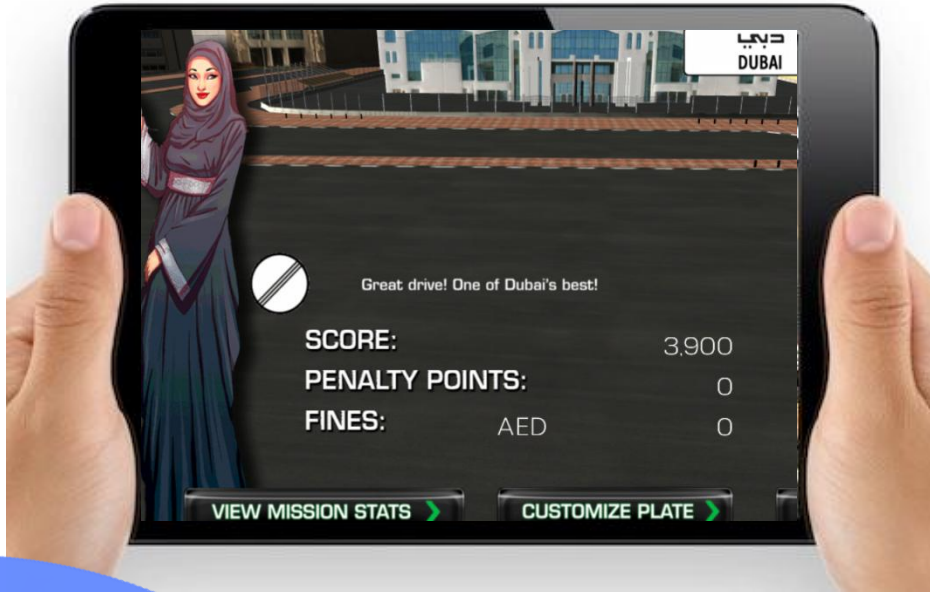 دبي
DUBAI
Great drive! One of Dubai's best!
SCORE: 3,900
PENALTY POINTS: 0
FINES: AED 0
VIEW MISSION STATS
CUSTOMIZE PLATE